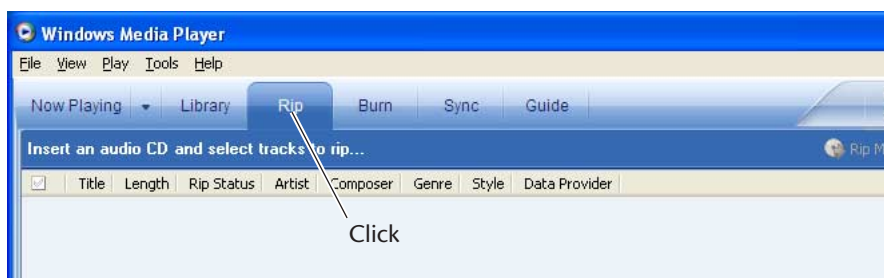 Windows Media Player
File View Play Tools Help
Now Playing Library Rip Burn Sync Guide
Insert an audio CD and select tracks to rip... Rip M
Title Length Rip Status Artist Composer Genre Style Data Provider
Click